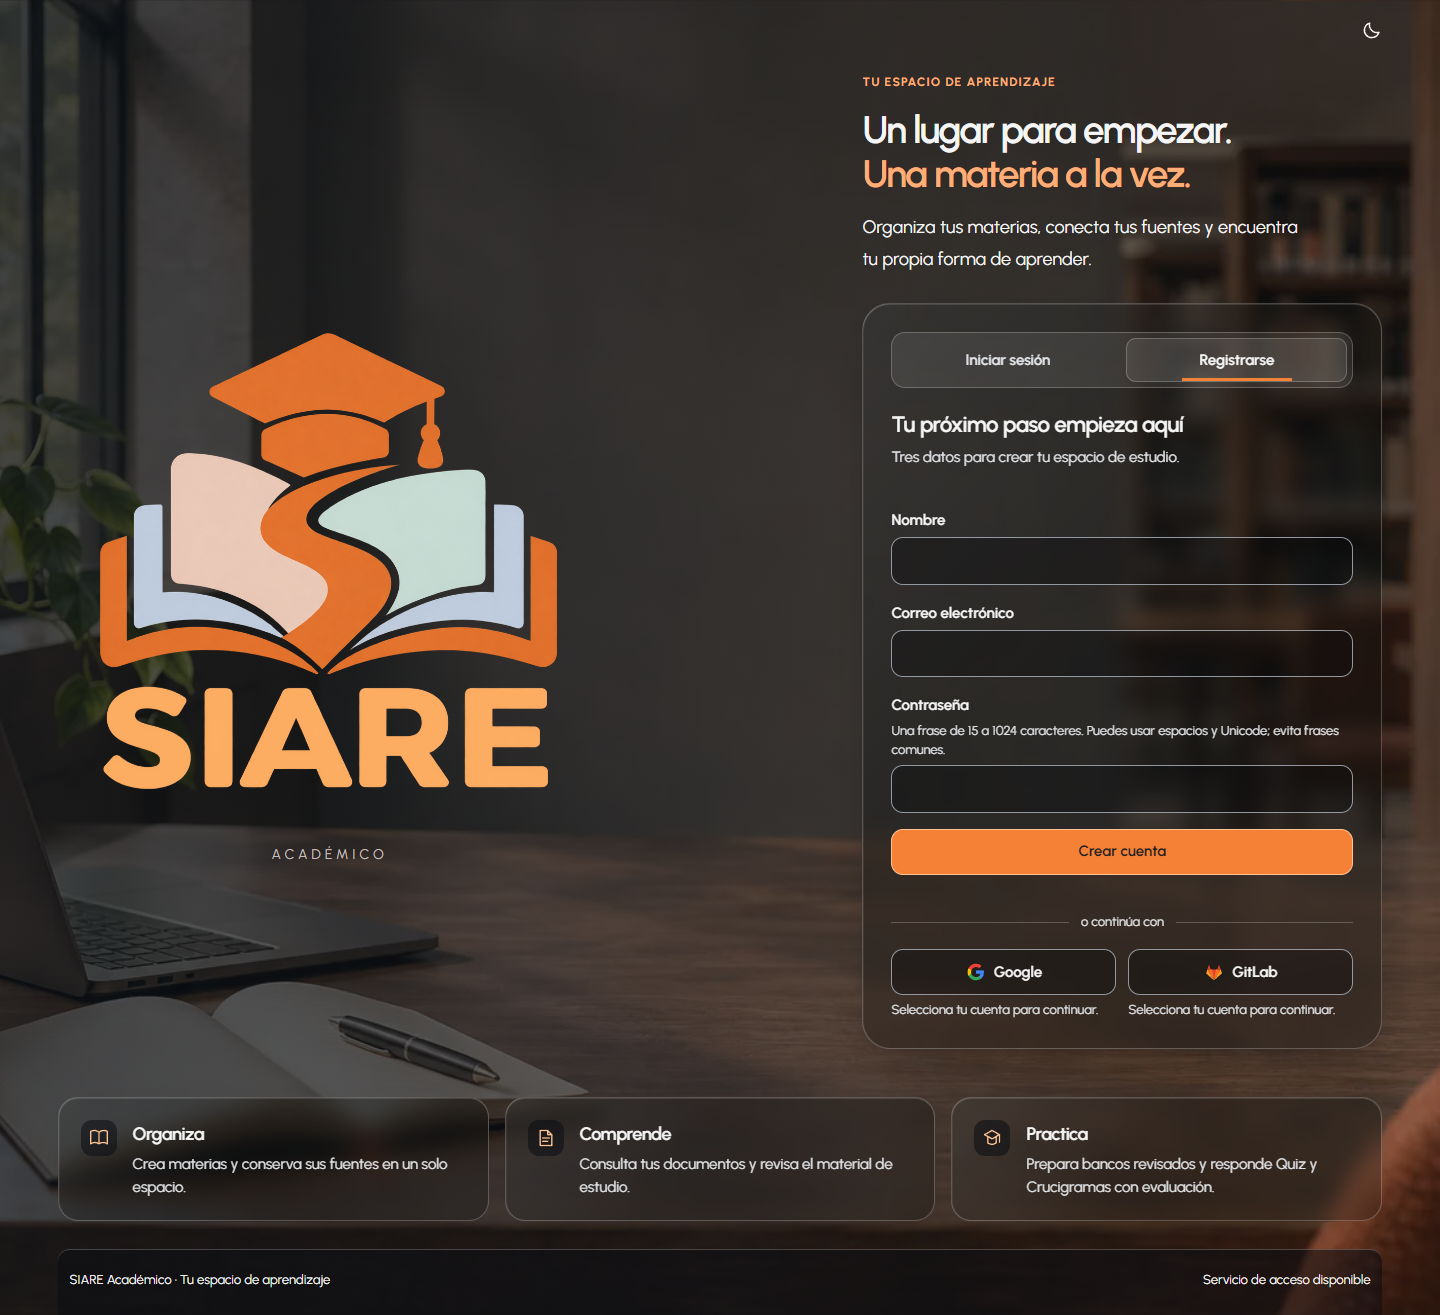 TU ESPACIO DE APRENDIZAJE
Un lugar para empezar.
Una materia a la vez.
Organiza tus materias, conecta tus fuentes y encuentra
tu propia forma de aprender.
SIARE
ACADÉMICO
Iniciar sesión
Registrarse
Tu próximo paso empieza aquí
Tres datos para crear tu espacio de estudio.
Nombre
Correo electrónico
Contraseña
Una frase de 15 a 1024 caracteres. Puedes usar espacios y Unicode; evita frases
comunes.
Crear cuenta
o continúa con
Google
GitLab
Selecciona tu cuenta para continuar.
Selecciona tu cuenta para continuar.
Organiza
Crea materias y conserva sus fuentes en un solo
espacio.
Comprende
Consulta tus documentos y revisa el material de
estudio.
Practica
Prepara bancos revisados y responde Quiz y
Crucigramas con evaluación.
SIARE Académico · Tu espacio de aprendizaje
Servicio de acceso disponible